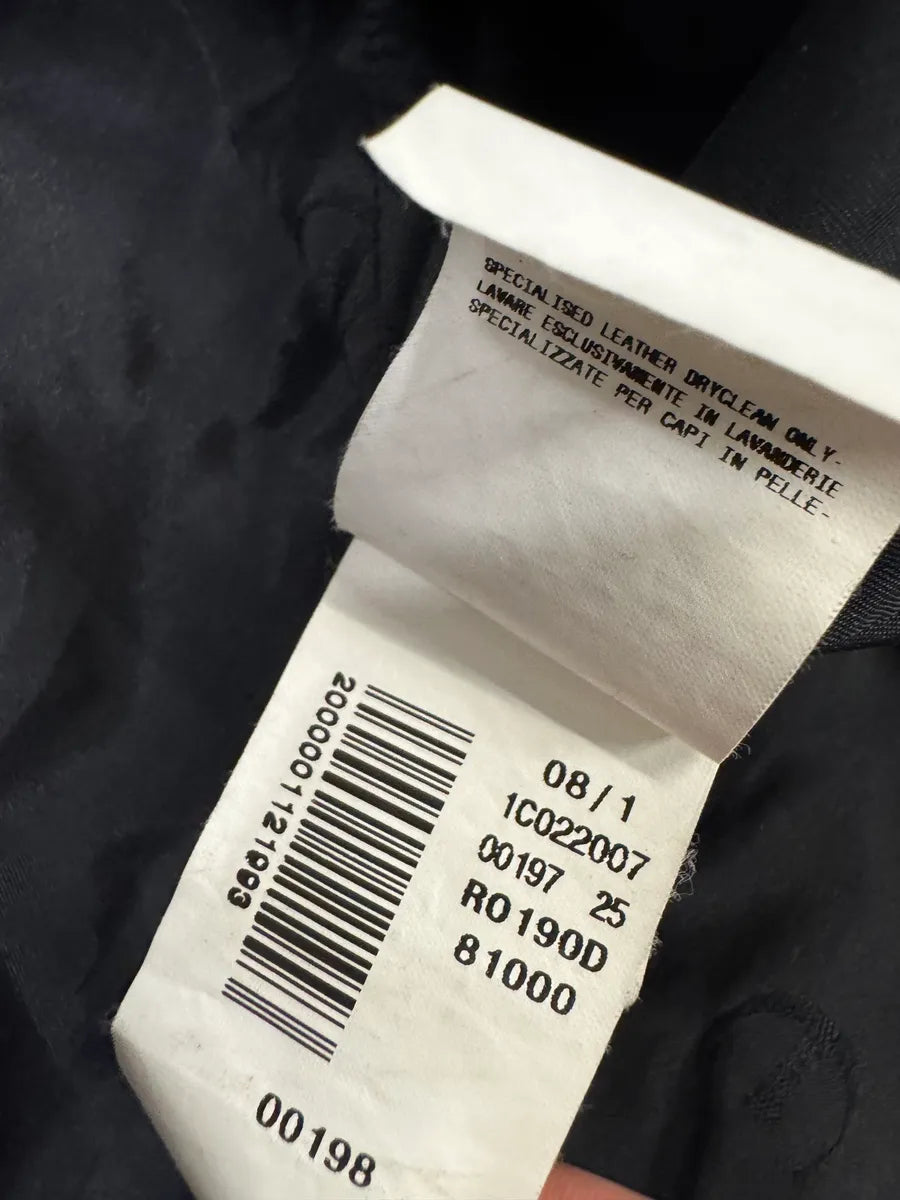 SPECIALISED LEATHER DRYCLEAN ONLY-
LAVARE ESCLUSIVAMENTE IN LAVANDERIE
SPECIALIZZATE PER CAPI IN PELLE-
2000001121993
08/1
1C022007
00197 25
R0190D
81000
00198